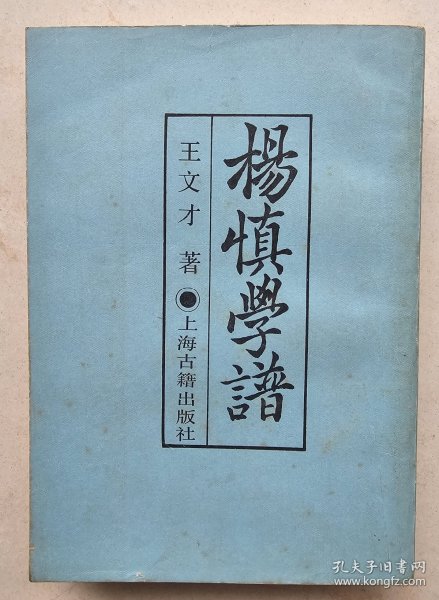 楊慎學譜
王文才 著
上海古籍出版社
孔夫子旧书网
www.kongfz.com